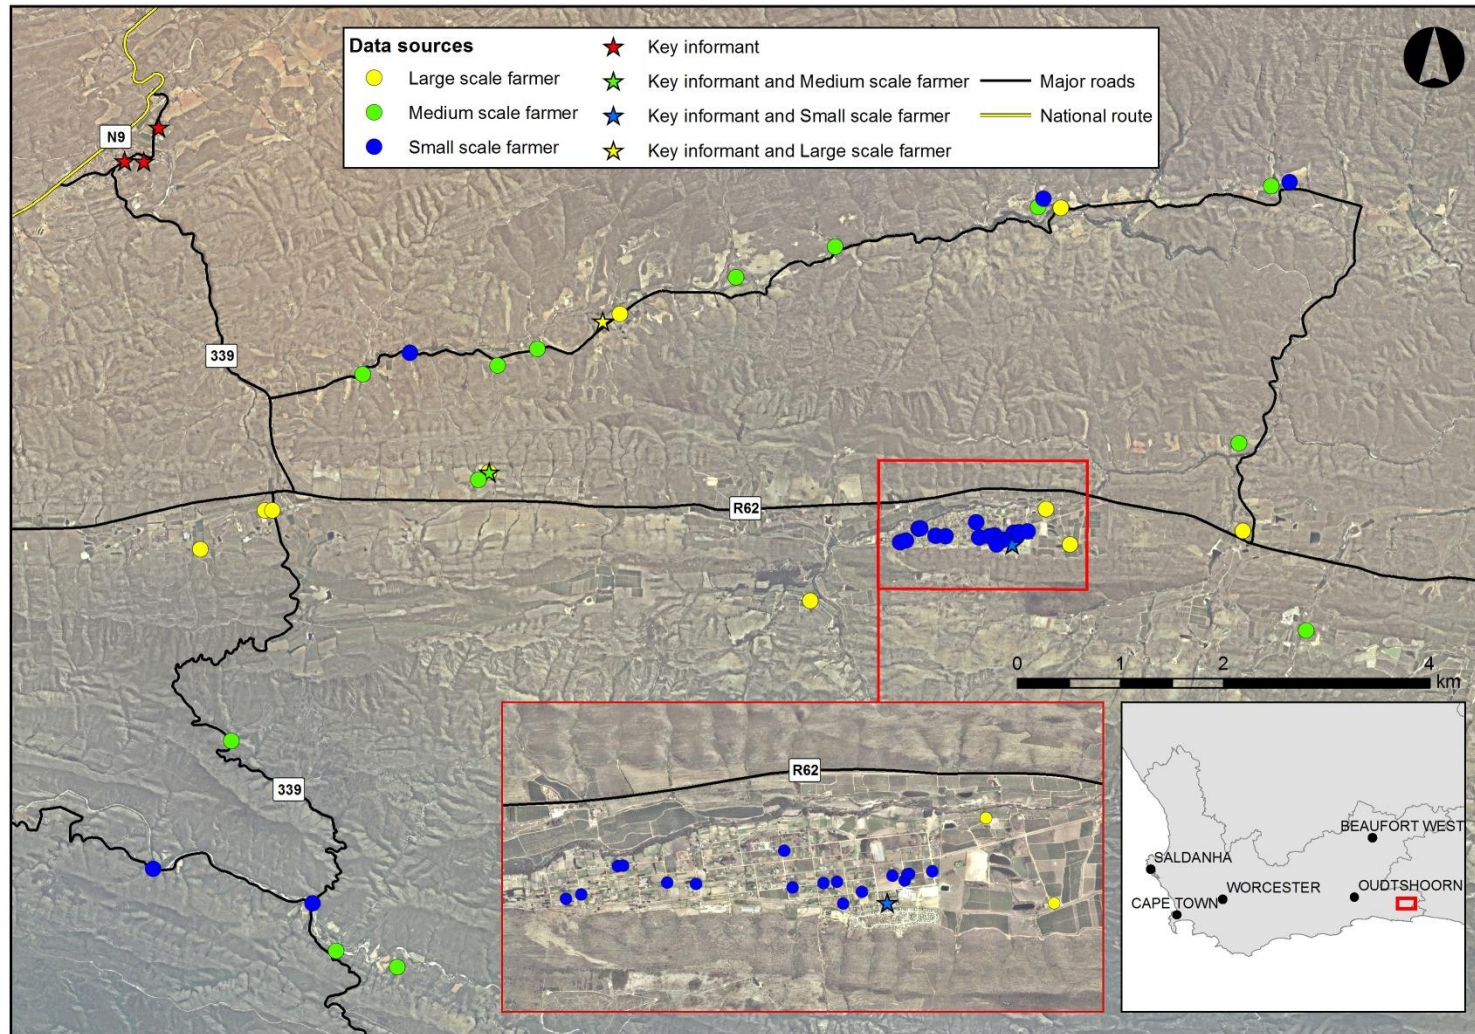 Data sources
Large scale farmer
Medium scale farmer
Small scale farmer
Key informant
Key informant and Medium scale farmer
Key informant and Small scale farmer
Key informant and Large scale farmer
Major roads
National route
N9
339
R62
0 1 2 4
km
339
R62
BEAUFORT WEST
SALDANHA
WORCESTER
OUDTSHOORN
CAPE TOWN